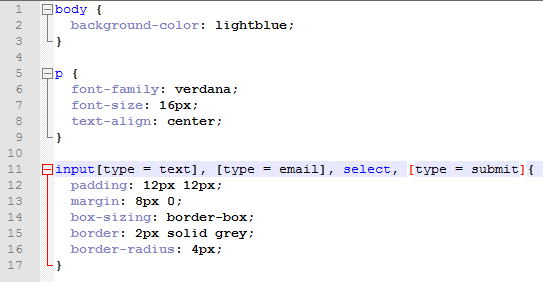 1 body {
2 background-color: lightblue;
3 }
4
5 p {
6 font-family: verdana;
7 font-size: 16px;
8 text-align: center;
9 }
10
11 input[type = text], [type = email], select, [type = submit]{
12 padding: 12px 12px;
13 margin: 8px 0;
14 box-sizing: border-box;
15 border: 2px solid grey;
16 border-radius: 4px;
17 }